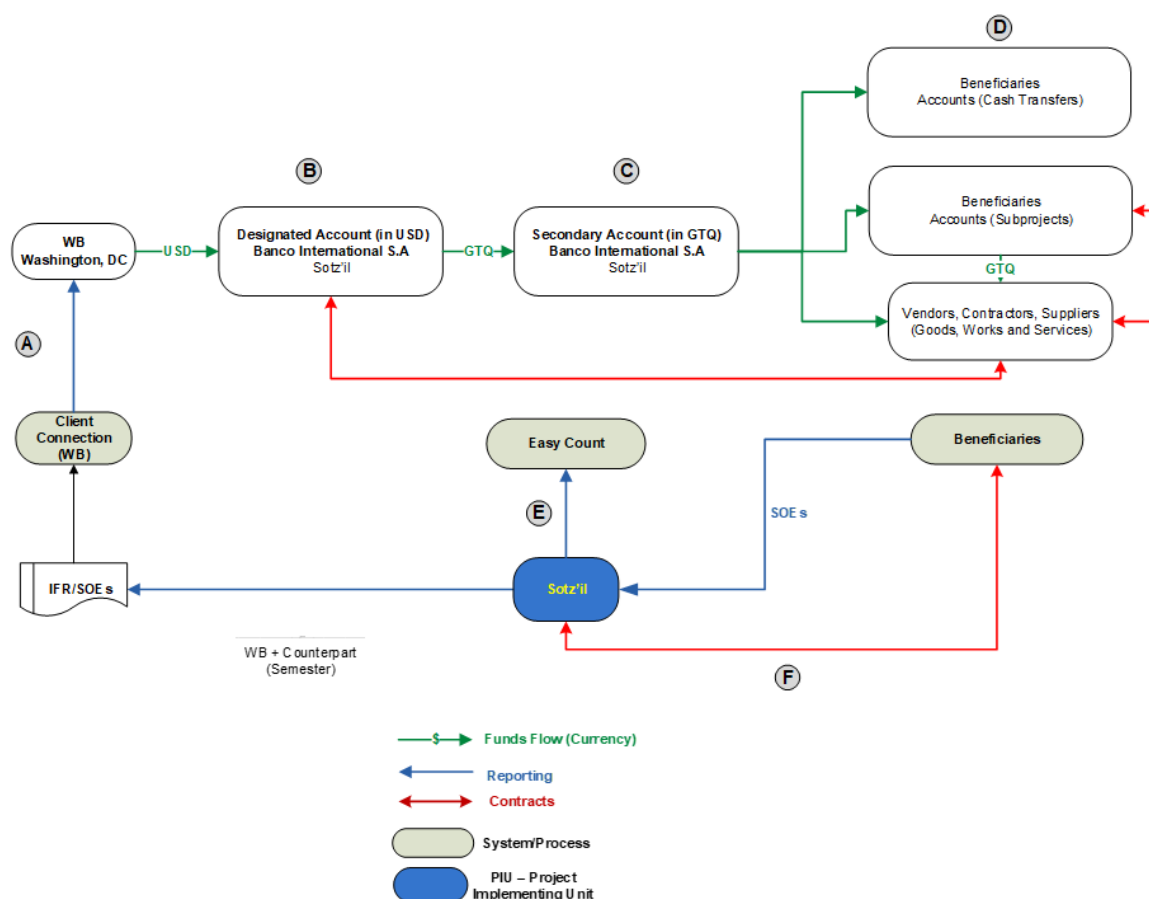 D
Beneficiaries
Accounts (Cash Transfers)
B
C
WB
Washington, DC
USD
Designated Account (in USD)
Banco International S.A
Sotz'il
GTQ
Secondary Account (in GTQ)
Banco International S.A
Sotz'il
Beneficiaries
Accounts (Subprojects)
GTQ
Vendors, Contractors, Suppliers
(Goods, Works and Services)
A
Client
Connection
(WB)
Easy Count
Beneficiaries
E
SOEs
IFR/SOEs
Sotz'il
WB + Counterpart
(Semester)
F
$
Funds Flow (Currency)
Reporting
Contracts
System/Process
PIU – Project
Implementing Unit